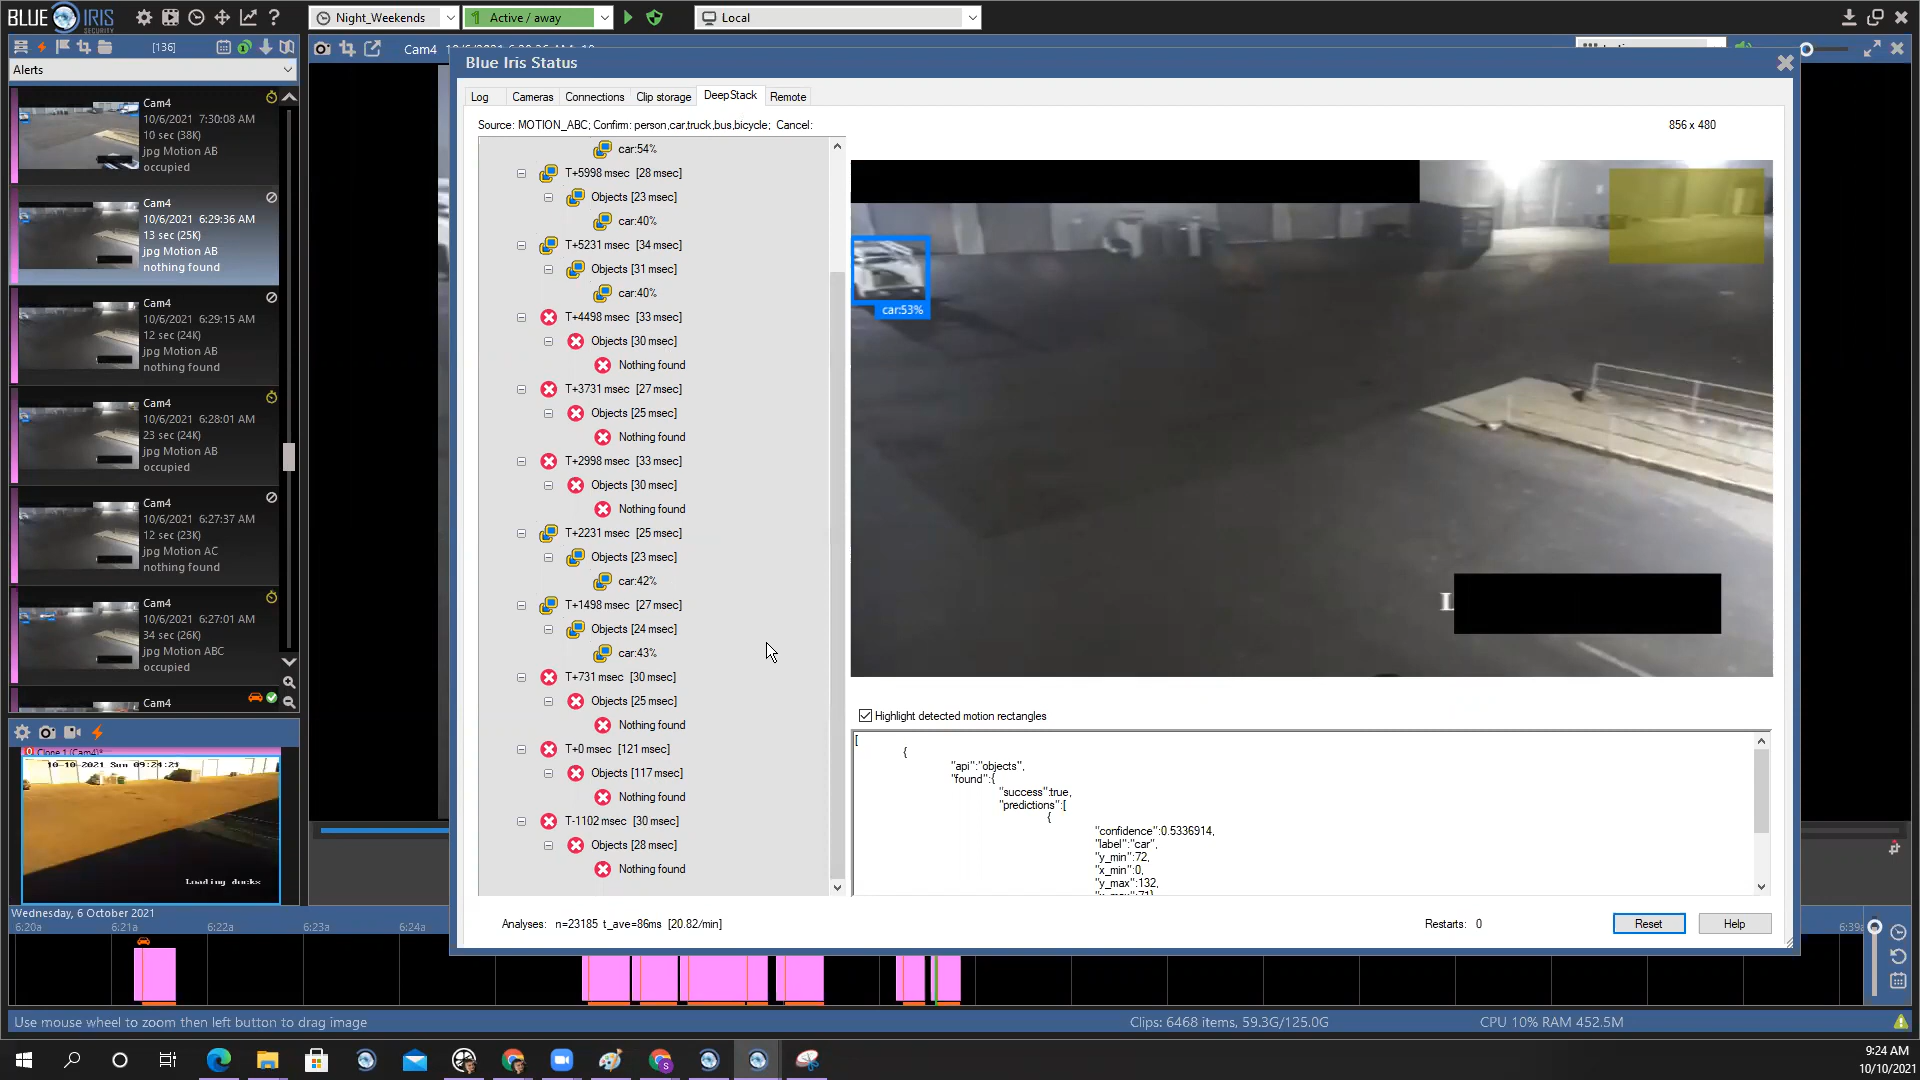 BLUE IRIS
SECURITY
Night_Weekends
1 Active / away
Local
[136]
Alerts
Cam4
10/6/2021 7:30:08 AM
10 sec (38K)
jpg Motion AB
occupied
Cam4
10/6/2021 6:29:36 AM
13 sec (25K)
jpg Motion AB
nothing found
Cam4
10/6/2021 6:29:15 AM
12 sec (24K)
jpg Motion AB
nothing found
Cam4
10/6/2021 6:28:01 AM
23 sec (24K)
jpg Motion AB
occupied
Cam4
10/6/2021 6:27:37 AM
12 sec (23K)
jpg Motion AC
nothing found
Cam4
10/6/2021 6:27:01 AM
34 sec (26K)
jpg Motion ABC
occupied
Cam4
Clone 1 (Cam4)*
10-10-2021 Sun 09:24:21
Loading docks
Cam4
Blue Iris Status
Log
Cameras
Connections
Clip storage
DeepStack
Remote
Source: MOTION_ABC; Confirm: person,car,truck,bus,bicycle; Cancel:
856 x 480
car:54%
T+5998 msec [28 msec]
Objects [23 msec]
car:40%
T+5231 msec [34 msec]
Objects [31 msec]
car:40%
T+4498 msec [33 msec]
Objects [30 msec]
Nothing found
T+3731 msec [27 msec]
Objects [25 msec]
Nothing found
T+2998 msec [33 msec]
Objects [30 msec]
Nothing found
T+2231 msec [25 msec]
Objects [23 msec]
car:42%
T+1498 msec [27 msec]
Objects [24 msec]
car:43%
T+731 msec [30 msec]
Objects [25 msec]
Nothing found
T+0 msec [121 msec]
Objects [117 msec]
Nothing found
T-1102 msec [30 msec]
Objects [28 msec]
Nothing found
car:53%
L
Highlight detected motion rectangles
[
{
"api":"objects",
"found":{
"success":true,
"predictions":[
{
"confidence":0.5336914,
"label":"car",
"y_min":72,
"x_min":0,
"y_max":132,
Analyses: n=23185 t_ave=86ms [20.82/min]
Restarts: 0
Reset
Help
Wednesday, 6 October 2021
6:20a
6:21a
6:22a
6:23a
6:24a
Use mouse wheel to zoom then left button to drag image
Clips: 6468 items, 59.3G/125.0G
CPU 10% RAM 452.5M
9:24 AM
10/10/2021